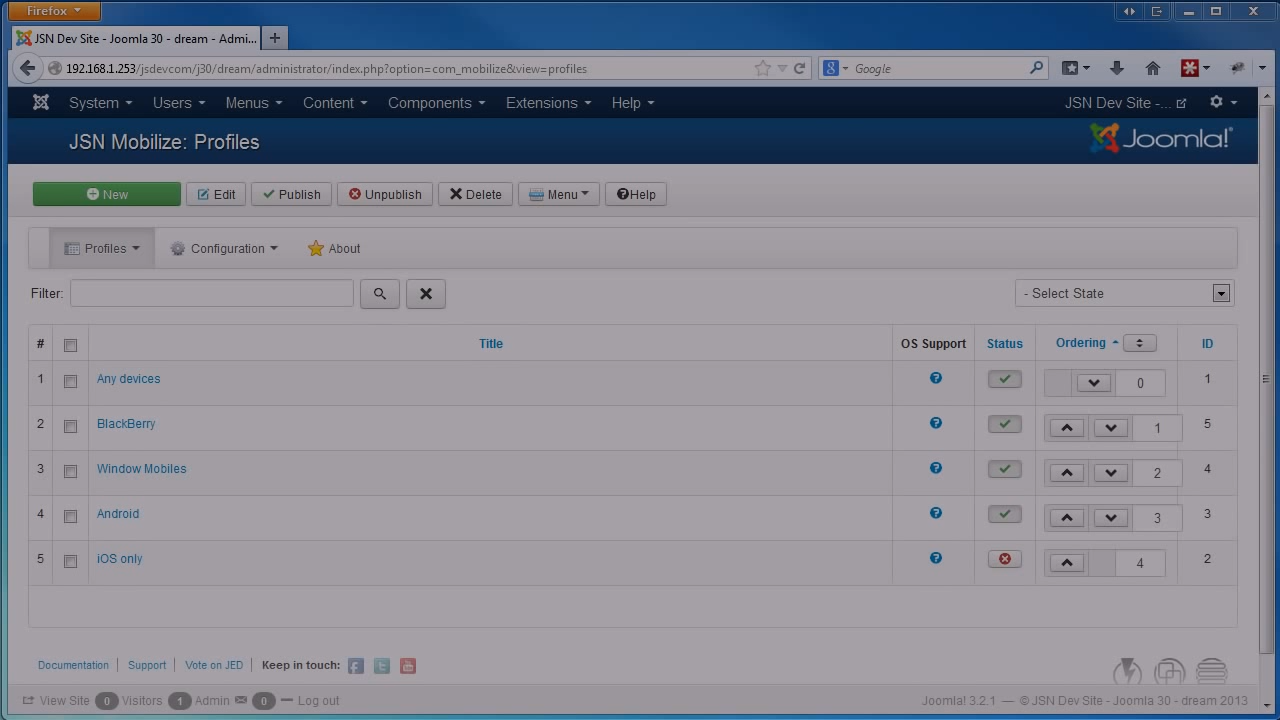 Firefox
JSN Dev Site - Joomla 30 - dream - Admi...
192.168.1.253/jsdevcom/j30/dream/administrator/index.php?option=com_mobilize&view=profiles
Google
System Users Menus Content Components Extensions Help JSN Dev Site -...
JSN Mobilize: Profiles
Joomla!
New Edit Publish Unpublish Delete Menu Help
Profiles Configuration About
Filter: - Select State
# Title OS Support Status Ordering ID
1 Any devices 0 1
2 BlackBerry 1 5
3 Window Mobiles 2 4
4 Android 3 3
5 iOS only 4 2
Documentation Support Vote on JED Keep in touch:
View Site 0 Visitors 1 Admin 0 Log out Joomla! 3.2.1 — © JSN Dev Site - Joomla 30 - dream 2013